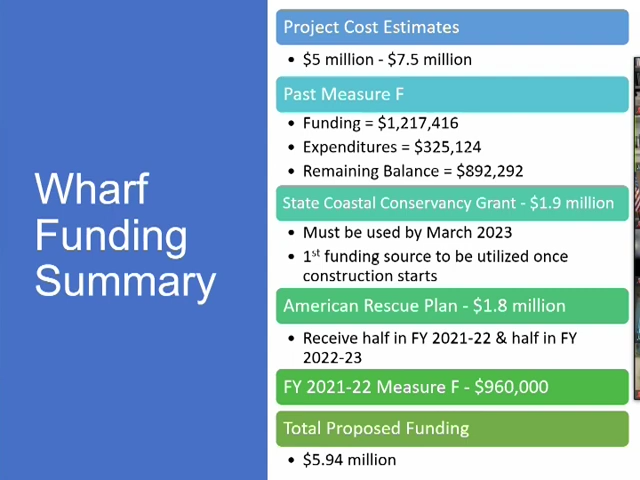 Wharf
Funding
Summary
Project Cost Estimates
• $5 million - $7.5 million
Past Measure F
• Funding = $1,217,416
• Expenditures = $325,124
• Remaining Balance = $892,292
State Coastal Conservancy Grant - $1.9 million
• Must be used by March 2023
• 1st funding source to be utilized once
construction starts
American Rescue Plan - $1.8 million
• Receive half in FY 2021-22 & half in FY
2022-23
FY 2021-22 Measure F - $960,000
Total Proposed Funding
• $5.94 million